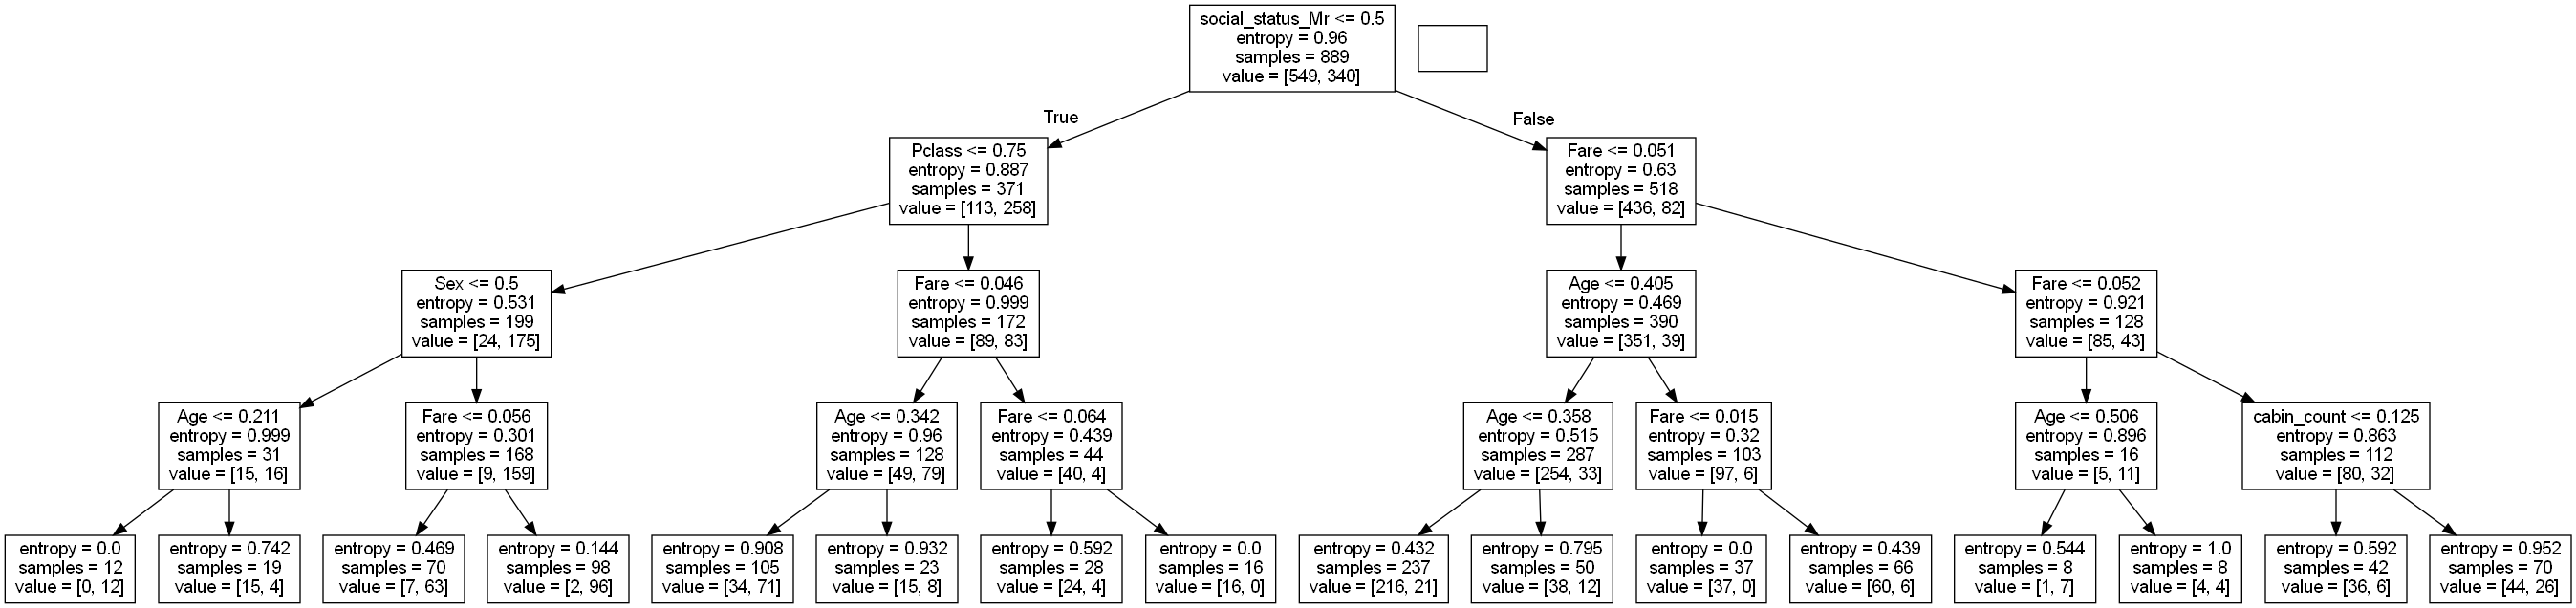 social_status_Mr <= 0.5
entropy = 0.96
samples = 889
value = [549, 340]
True
False
Pclass <= 0.75
entropy = 0.887
samples = 371
value = [113, 258]
Fare <= 0.051
entropy = 0.63
samples = 518
value = [436, 82]
Sex <= 0.5
entropy = 0.531
samples = 199
value = [24, 175]
Fare <= 0.046
entropy = 0.999
samples = 172
value = [89, 83]
Age <= 0.405
entropy = 0.469
samples = 390
value = [351, 39]
Fare <= 0.052
entropy = 0.921
samples = 128
value = [85, 43]
Age <= 0.211
entropy = 0.999
samples = 31
value = [15, 16]
Fare <= 0.056
entropy = 0.301
samples = 168
value = [9, 159]
Age <= 0.342
entropy = 0.96
samples = 128
value = [49, 79]
Fare <= 0.064
entropy = 0.439
samples = 44
value = [40, 4]
Age <= 0.358
entropy = 0.515
samples = 287
value = [254, 33]
Fare <= 0.015
entropy = 0.32
samples = 103
value = [97, 6]
Age <= 0.506
entropy = 0.896
samples = 16
value = [5, 11]
cabin_count <= 0.125
entropy = 0.863
samples = 112
value = [80, 32]
entropy = 0.0
samples = 12
value = [0, 12]
entropy = 0.742
samples = 19
value = [15, 4]
entropy = 0.469
samples = 70
value = [7, 63]
entropy = 0.144
samples = 98
value = [2, 96]
entropy = 0.908
samples = 105
value = [34, 71]
entropy = 0.932
samples = 23
value = [15, 8]
entropy = 0.592
samples = 28
value = [24, 4]
entropy = 0.0
samples = 16
value = [16, 0]
entropy = 0.432
samples = 237
value = [216, 21]
entropy = 0.795
samples = 50
value = [38, 12]
entropy = 0.0
samples = 37
value = [37, 0]
entropy = 0.439
samples = 66
value = [60, 6]
entropy = 0.544
samples = 8
value = [1, 7]
entropy = 1.0
samples = 8
value = [4, 4]
entropy = 0.592
samples = 42
value = [36, 6]
entropy = 0.952
samples = 70
value = [44, 26]